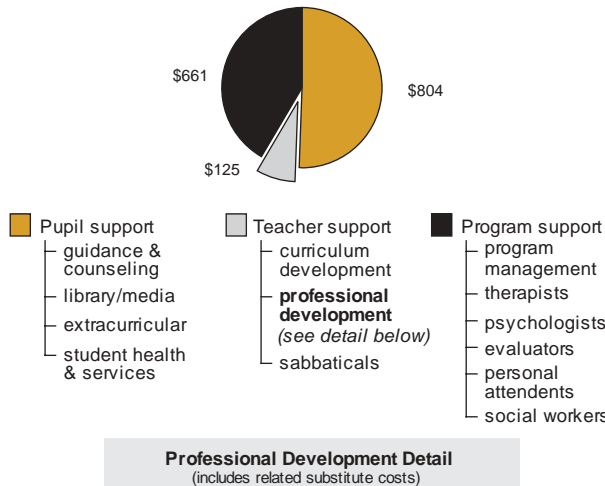 $661
$804
$125
Pupil support
guidance &
counseling
library/media
extracurricular
student health
& services
Teacher support
curriculum
development
professional
development
(see detail below)
sabbaticals
Program support
program
management
therapists
psychologists
evaluators
personal
attendents
social workers
Professional Development Detail
(includes related substitute costs)